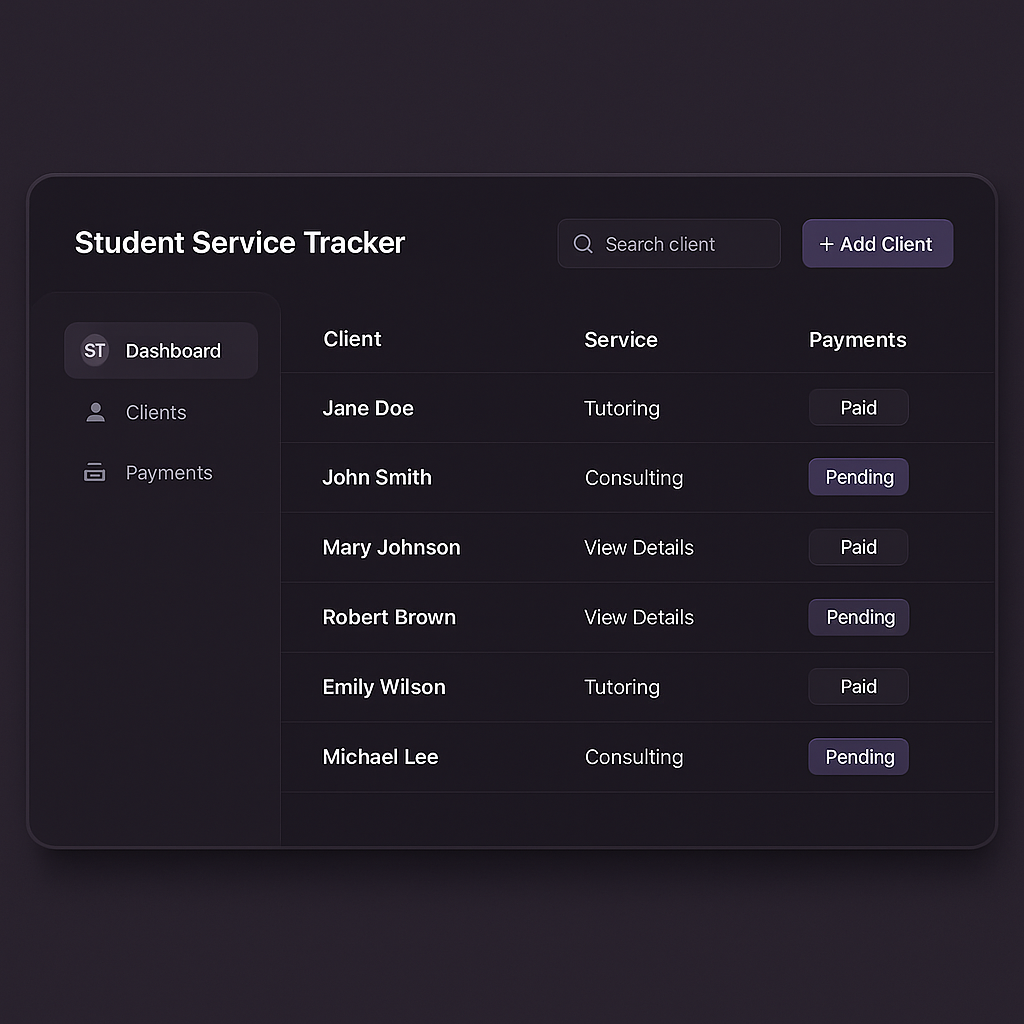 Student Service Tracker
Search client
+ Add Client
ST Dashboard
Clients
Payments
Client Service Payments
Jane Doe Tutoring Paid
John Smith Consulting Pending
Mary Johnson View Details Paid
Robert Brown View Details Pending
Emily Wilson Tutoring Paid
Michael Lee Consulting Pending